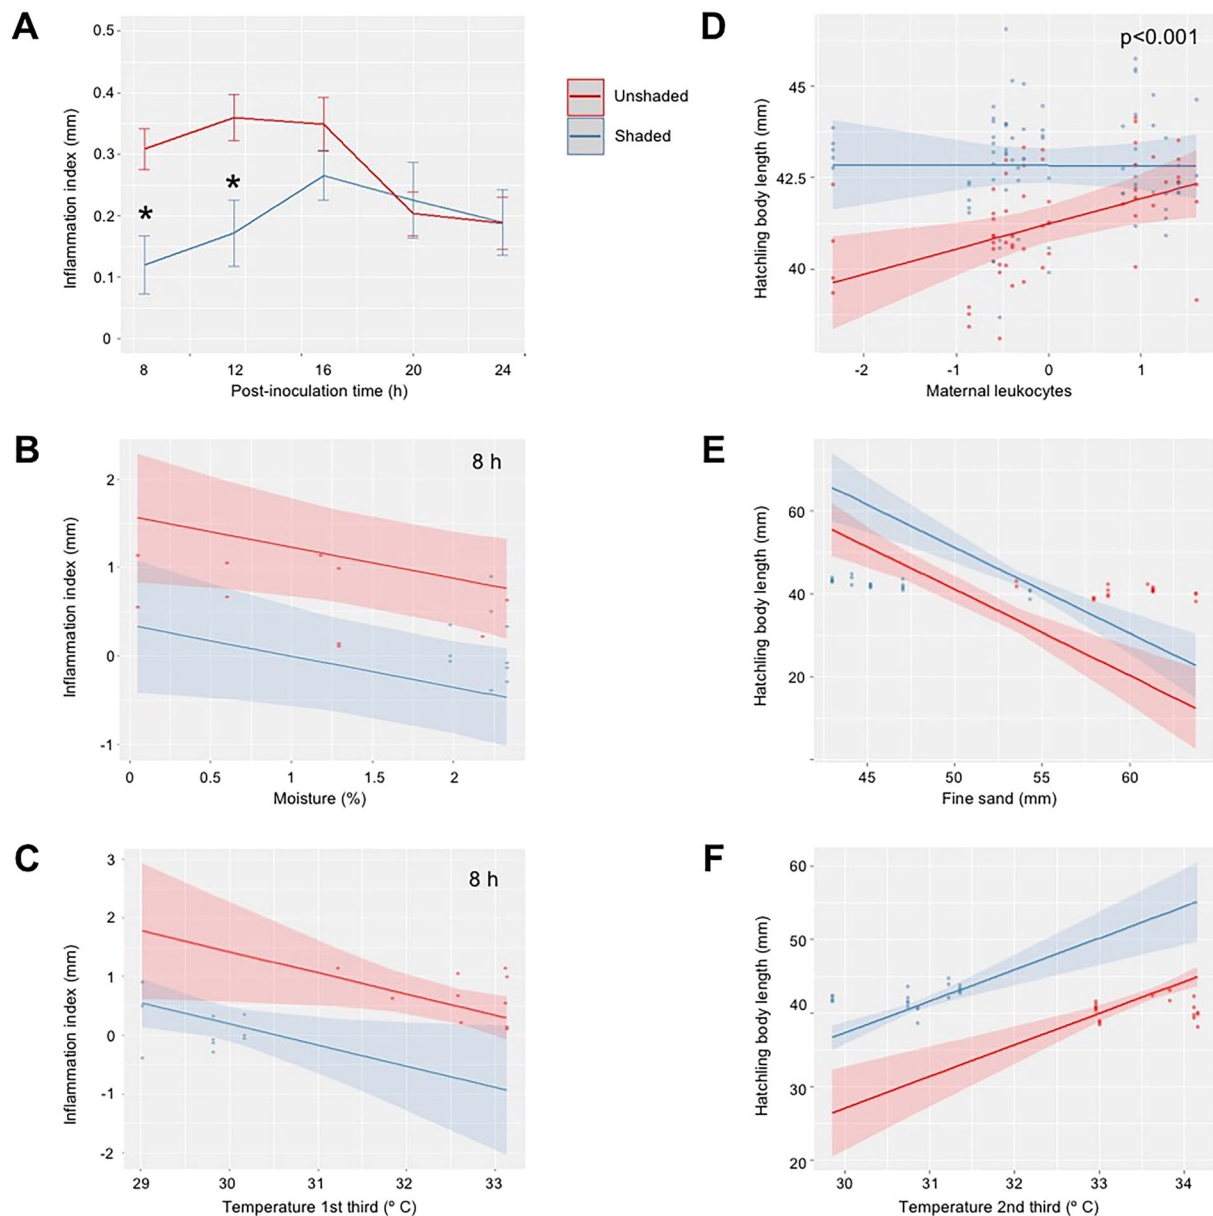 A
0.5
0.4
0.3
0.2
0.1
0
Inflammation index (mm)
*
*
8 12 16 20 24
Post-inoculation time (h)
Unshaded
Shaded
D
p<0.001
45
42.5
40
Hatchling body length (mm)
-2 -1 0 1
Maternal leukocytes
B
8 h
2
1
0
-1
Inflammation index (mm)
0 0.5 1 1.5 2
Moisture (%)
E
60
40
20
Hatchling body length (mm)
45 50 55 60
Fine sand (mm)
C
8 h
3
2
1
0
-1
-2
Inflammation index (mm)
29 30 31 32 33
Temperature 1st third (º C)
F
60
50
40
30
20
Hatchling body length (mm)
30 31 32 33 34
Temperature 2nd third (º C)